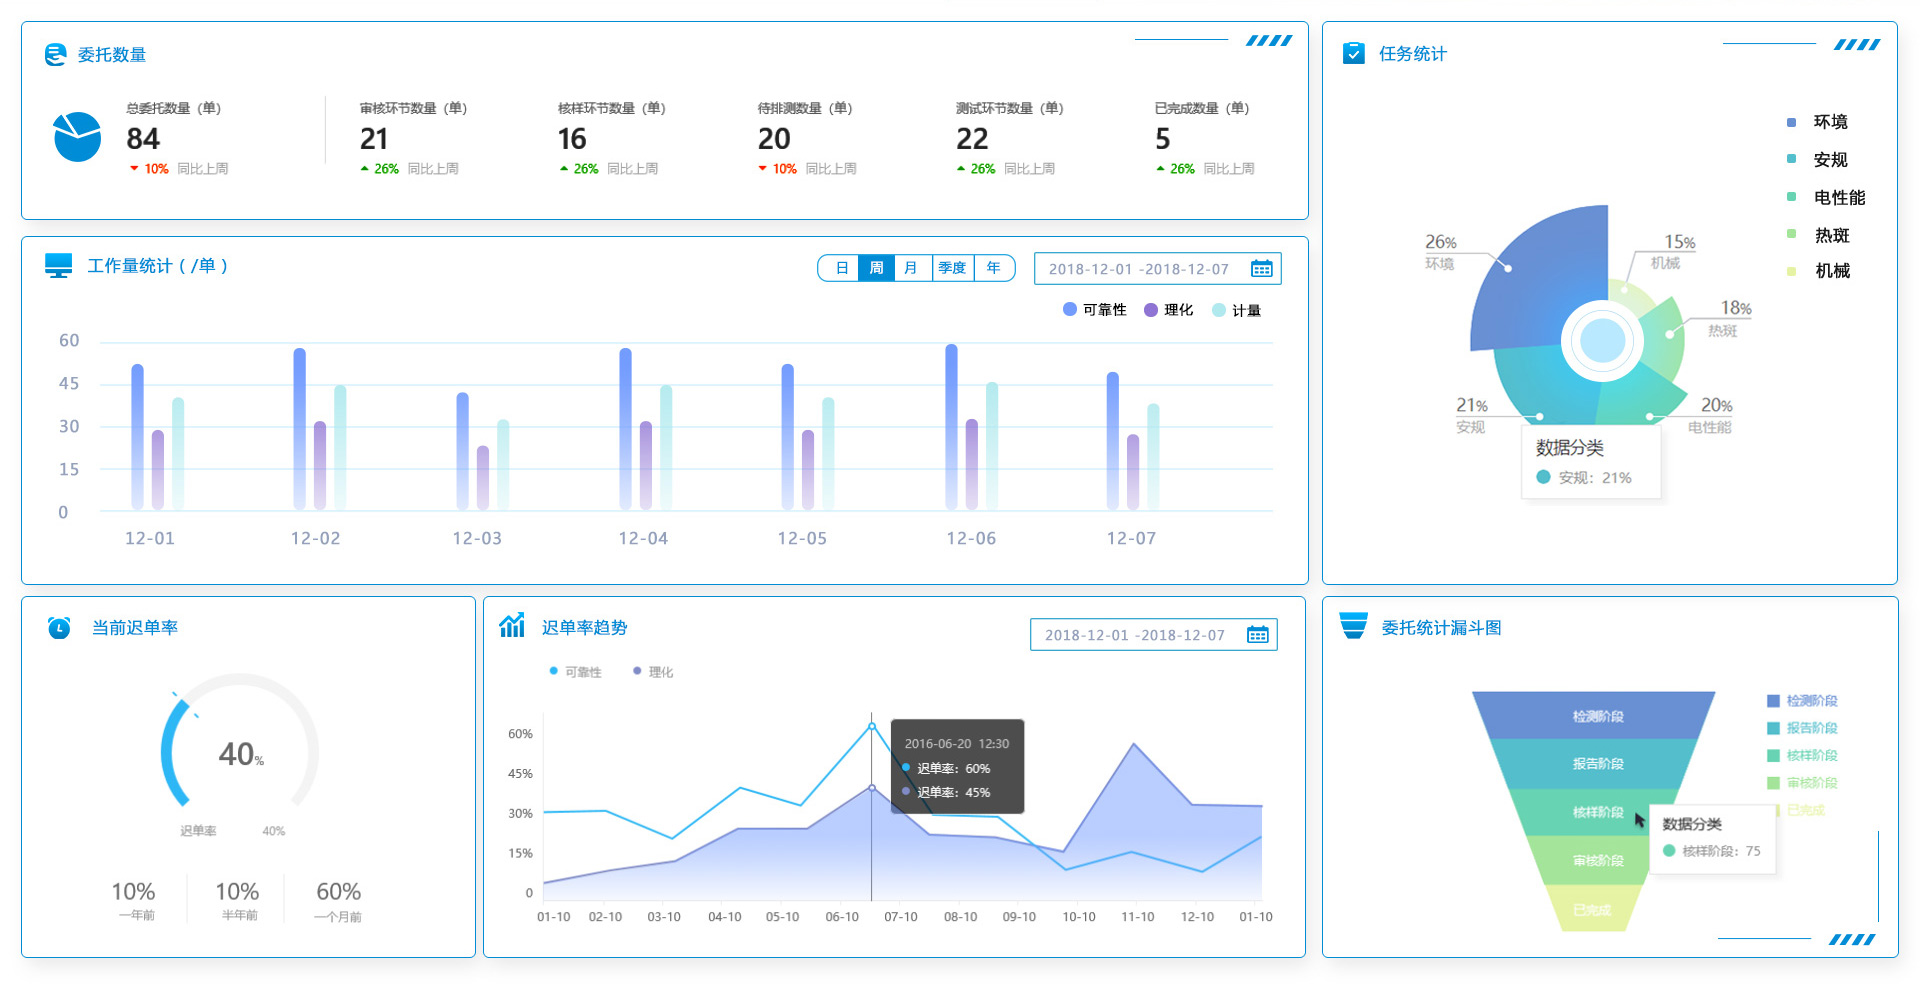 委托数量
总委托数量（单）
84
10% 同比上周
审核环节数量（单）
21
26% 同比上周
核样环节数量（单）
16
26% 同比上周
待排测数量（单）
20
10% 同比上周
测试环节数量（单）
22
26% 同比上周
已完成数量（单）
5
26% 同比上周
任务统计
环境
安规
电性能
热斑
机械
26%
环境
15%
机械
18%
热斑
21%
安规
20%
电性能
数据分类
安规：21%
工作量统计（/单）
日 周 月 季度 年
2018-12-01 -2018-12-07
可靠性 理化 计量
60
45
30
15
0
12-01 12-02 12-03 12-04 12-05 12-06 12-07
当前迟单率
40%
迟单率 40%
10% 10% 60%
一年前 半年前 一个月前
迟单率趋势
2018-12-01 -2018-12-07
可靠性 理化
60%
45%
30%
15%
0
2016-06-20 12:30
迟单率：60%
迟单率：45%
01-10 02-10 03-10 04-10 05-10 06-10 07-10 08-10 09-10 10-10 11-10 12-10 01-10
委托统计漏斗图
检测阶段
报告阶段
核样阶段
审核阶段
已完成
检测阶段
报告阶段
核样阶段
审核阶段
已完成
数据分类
核样阶段：75